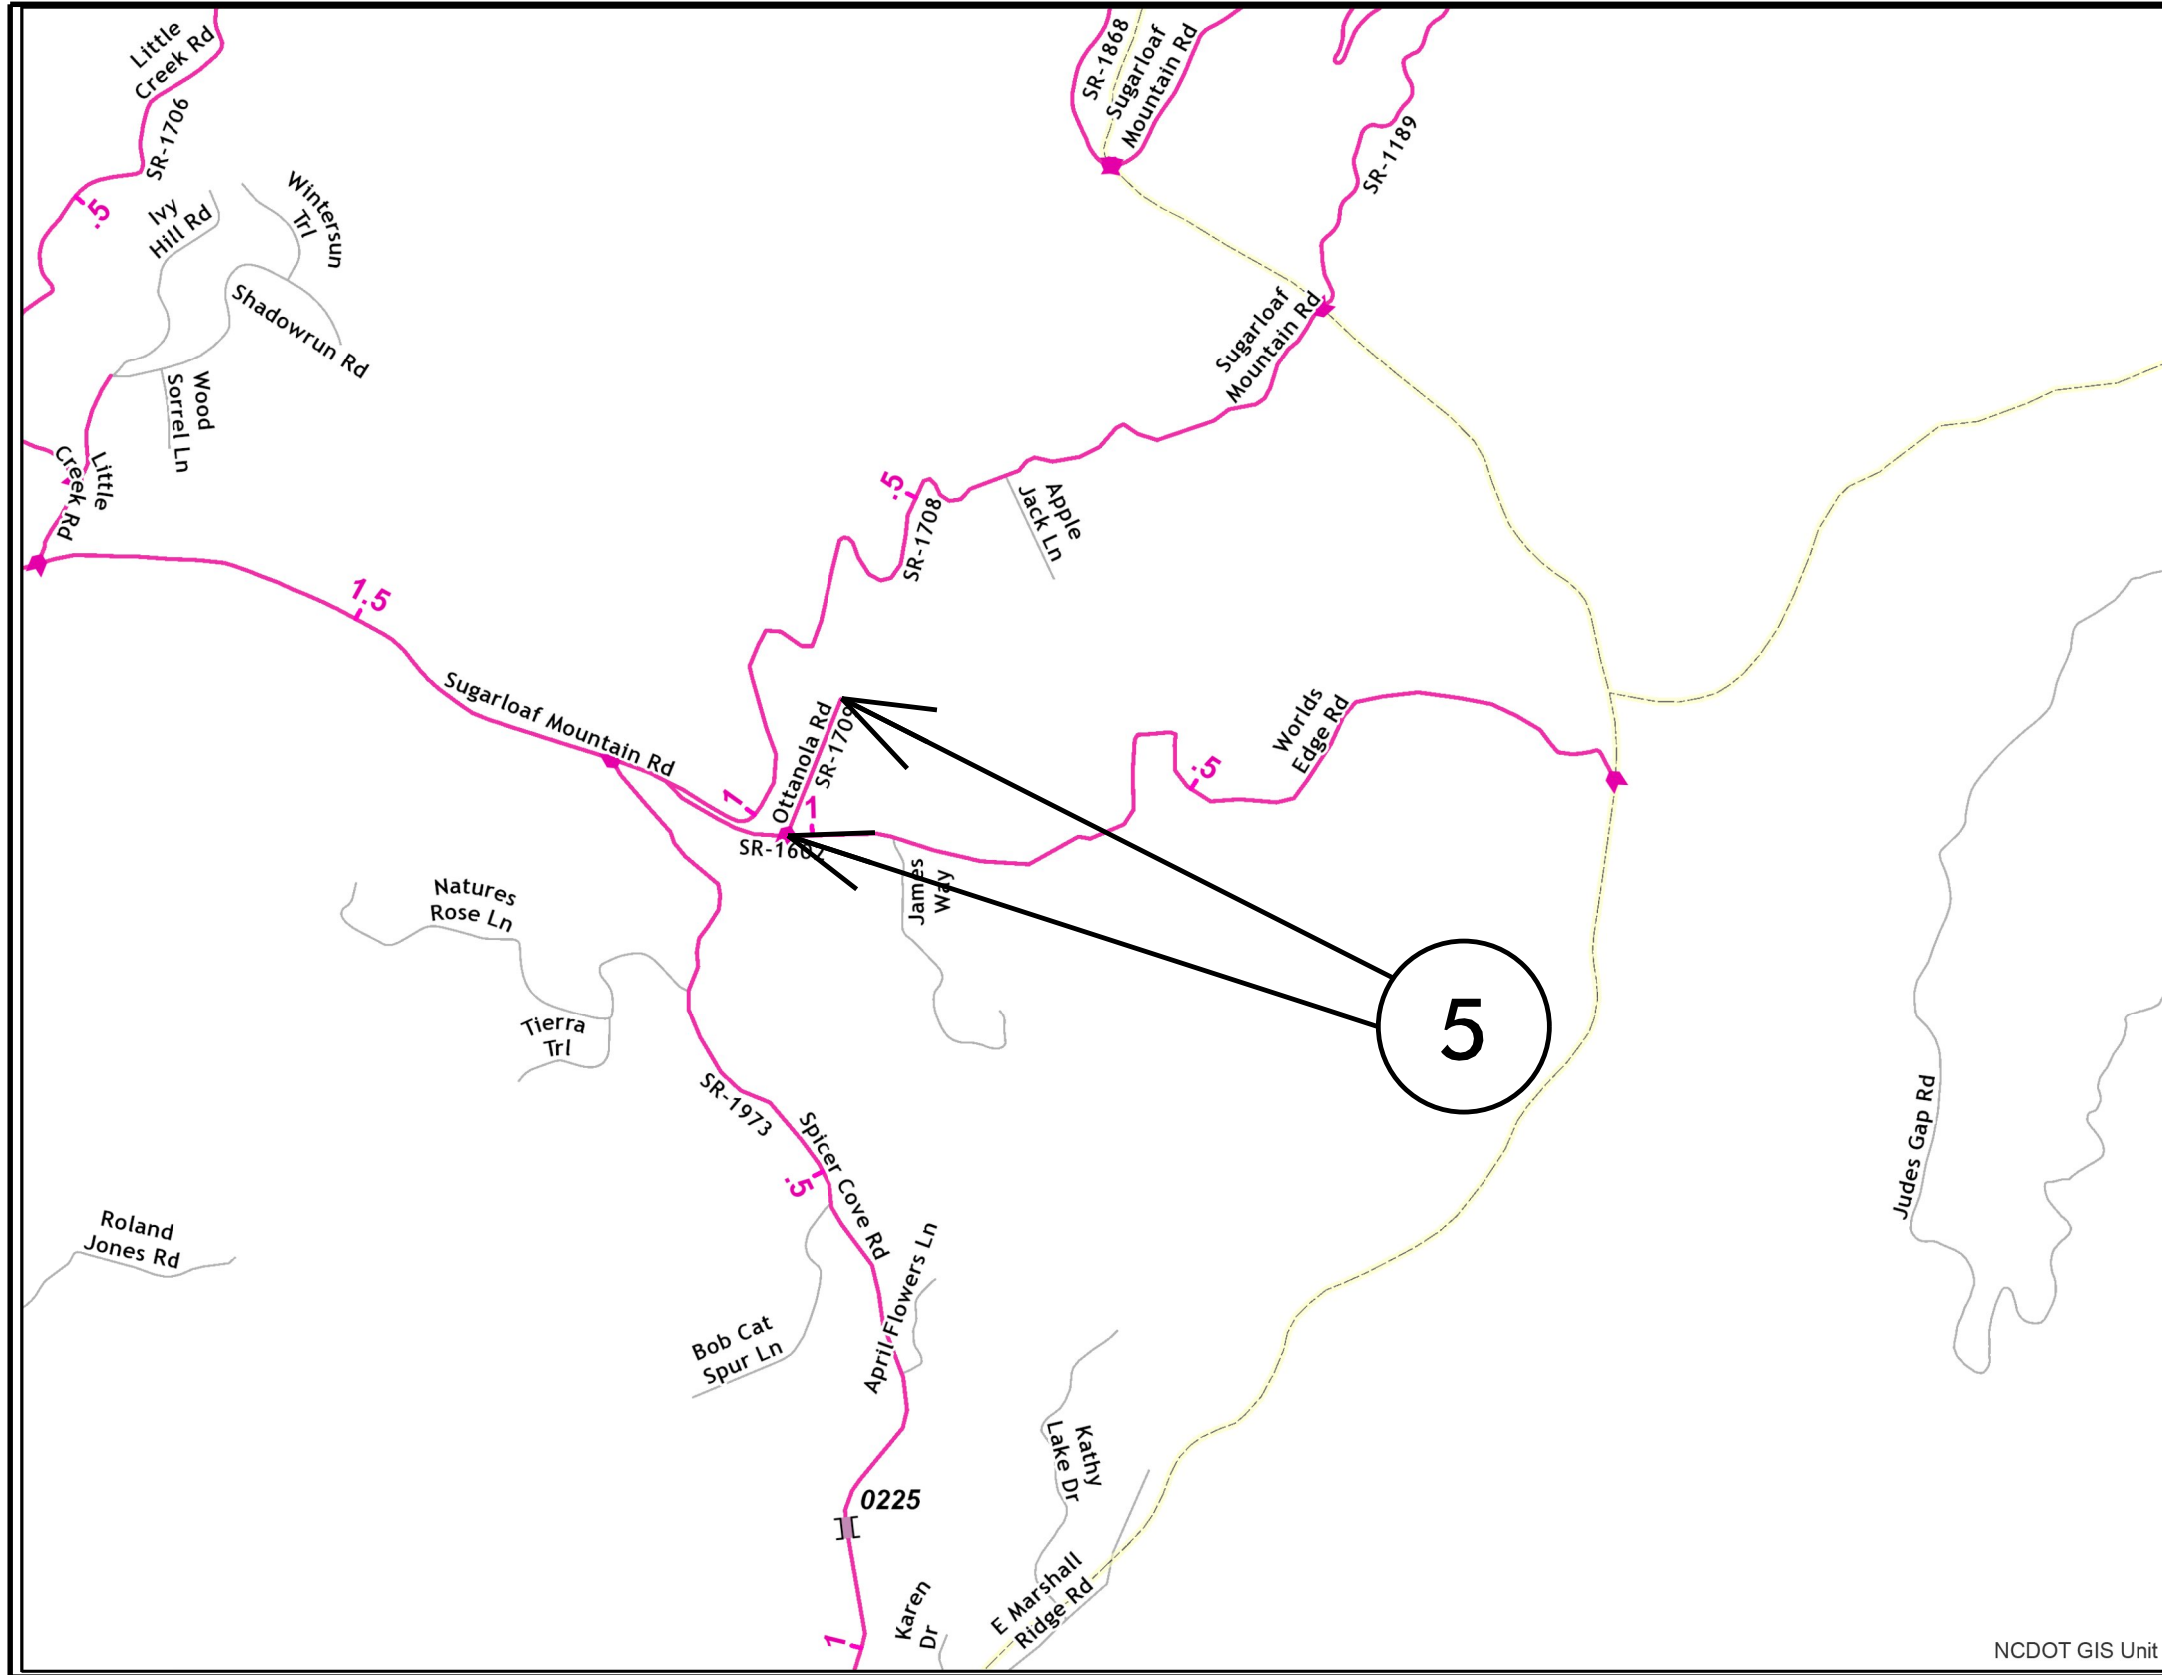 Little
Creek Rd
SR-1706
.5
Ivy
Hill Rd
Wintersun
Trl
Shadowrun Rd
Wood
Sorrel Ln
Little
Creek Rd
SR-1868
Sugarloaf
Mountain Rd
SR-1189
Sugarloaf
Mountain Rd
.5
SR-1708
Apple
Jack Ln
1.5
Sugarloaf Mountain Rd
1
Ottanola Rd
SR-1709
1
SR-1602
Worlds
Edge Rd
.5
James
Way
Natures
Rose Ln
Tierra
Trl
5
SR-1973
Spicer Cove Rd
.5
Judes Gap Rd
Roland
Jones Rd
April Flowers Ln
Bob Cat
Spur Ln
Kathy
Lake Dr
0225
E Marshall
Ridge Rd
Karen
Dr
1
NCDOT GIS Unit